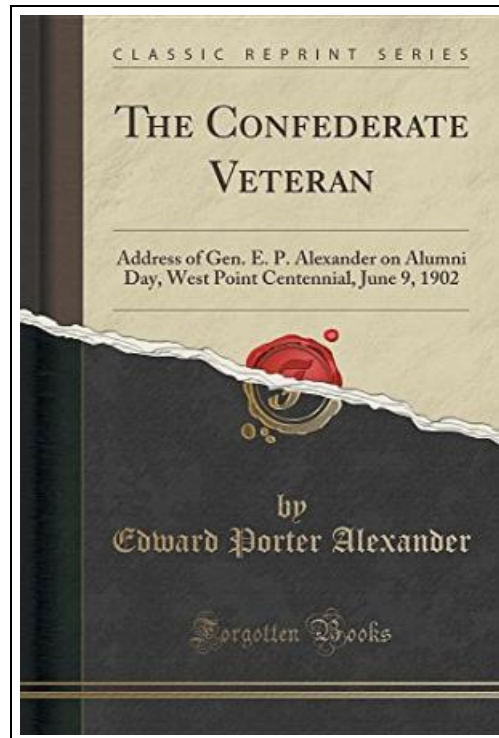 CLASSIC REPRINT SERIES
THE CONFEDERATE
VETERAN
Address of Gen. E. P. Alexander on Alumni
Day, West Point Centennial, June 9, 1902
by
Edward Porter Alexander
Forgotten Books